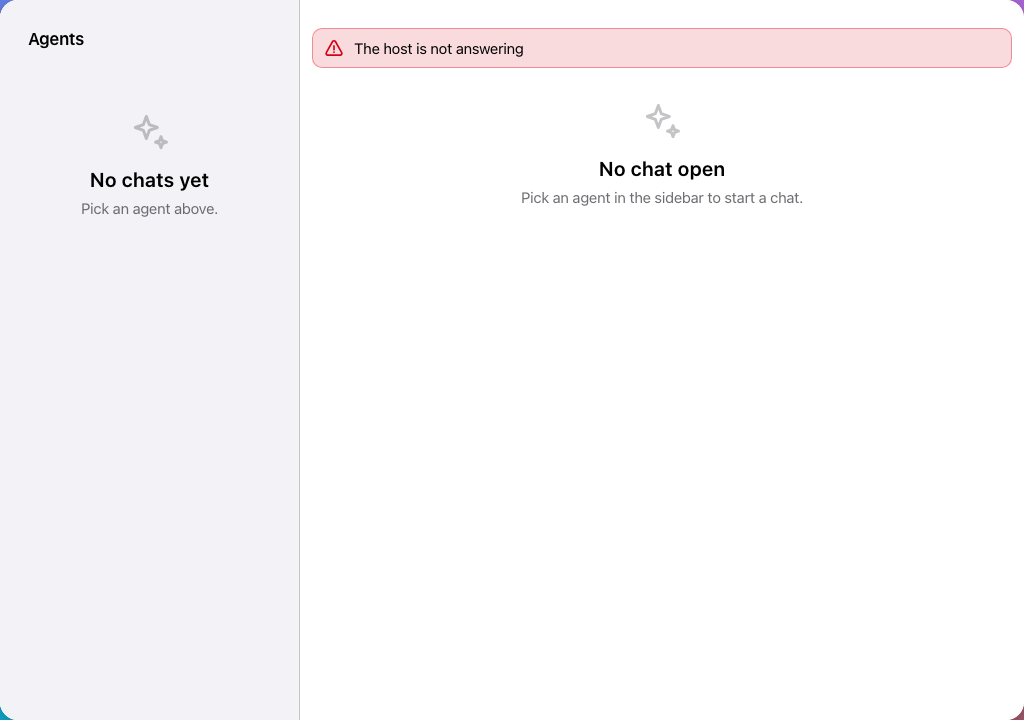 Agents
No chats yet
Pick an agent above.
The host is not answering
No chat open
Pick an agent in the sidebar to start a chat.